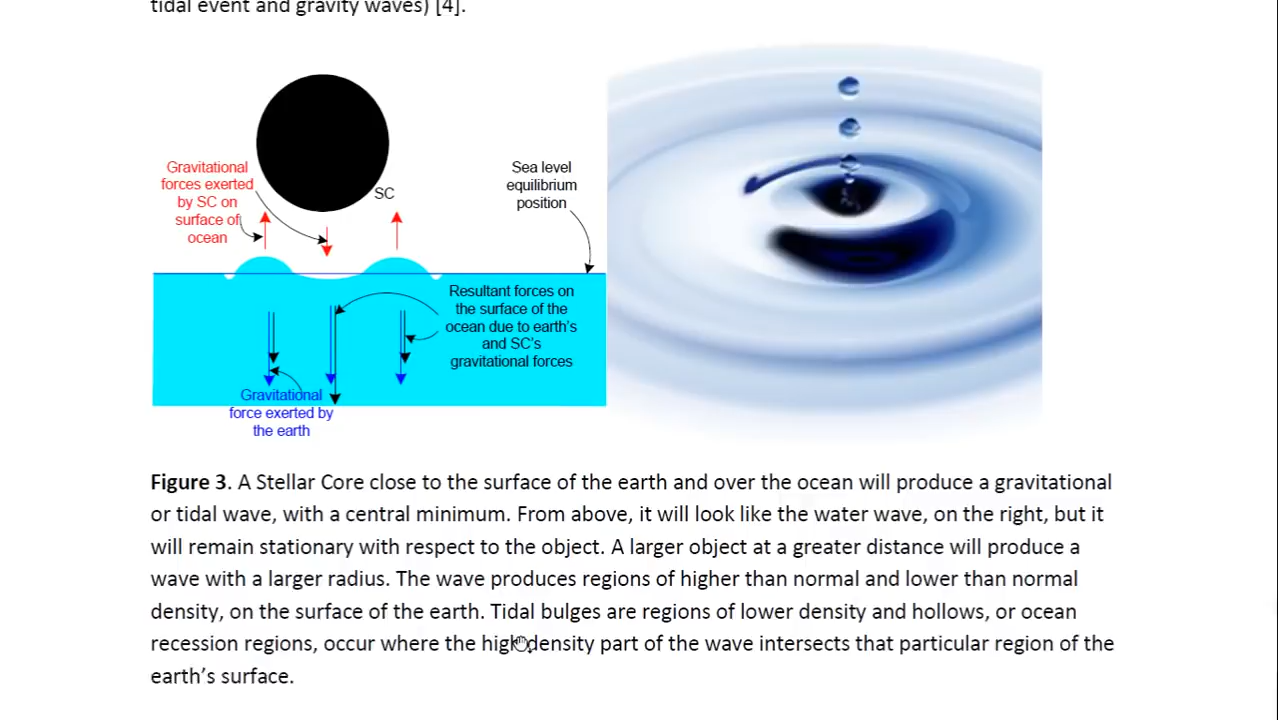 tidal event and gravity waves) [4].
Gravitational
forces exerted
by SC on
surface of
ocean
SC
Sea level
equilibrium
position
Resultant forces on
the surface of the
ocean due to earth's
and SC's
gravitational forces
Gravitational
force exerted by
the earth
Figure 3. A Stellar Core close to the surface of the earth and over the ocean will produce a gravitational
or tidal wave, with a central minimum. From above, it will look like the water wave, on the right, but it
will remain stationary with respect to the object. A larger object at a greater distance will produce a
wave with a larger radius. The wave produces regions of higher than normal and lower than normal
density, on the surface of the earth. Tidal bulges are regions of lower density and hollows, or ocean
recession regions, occur where the high density part of the wave intersects that particular region of the
earth's surface.